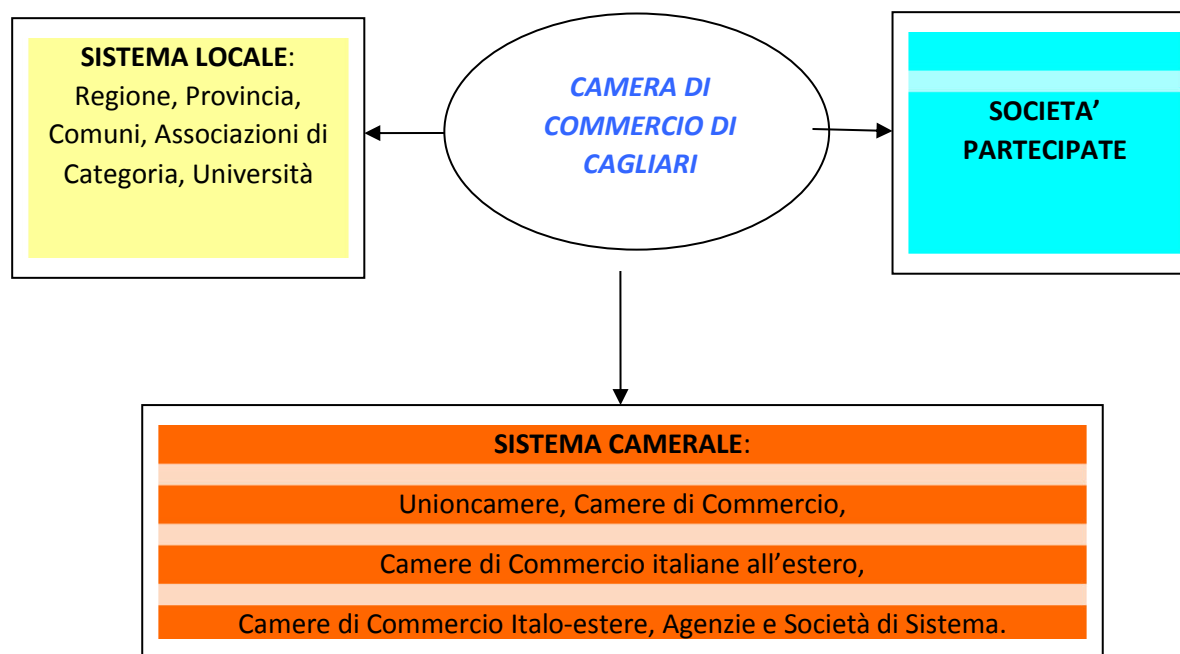 SISTEMA LOCALE:
Regione, Provincia,
Comuni, Associazioni di
Categoria, Università
CAMERA DI
COMMERCIO DI
CAGLIARI
SOCIETA’
PARTECIPATE
SISTEMA CAMERALE:
Unioncamere, Camere di Commercio,
Camere di Commercio italiane all’estero,
Camere di Commercio Italo-estere, Agenzie e Società di Sistema.